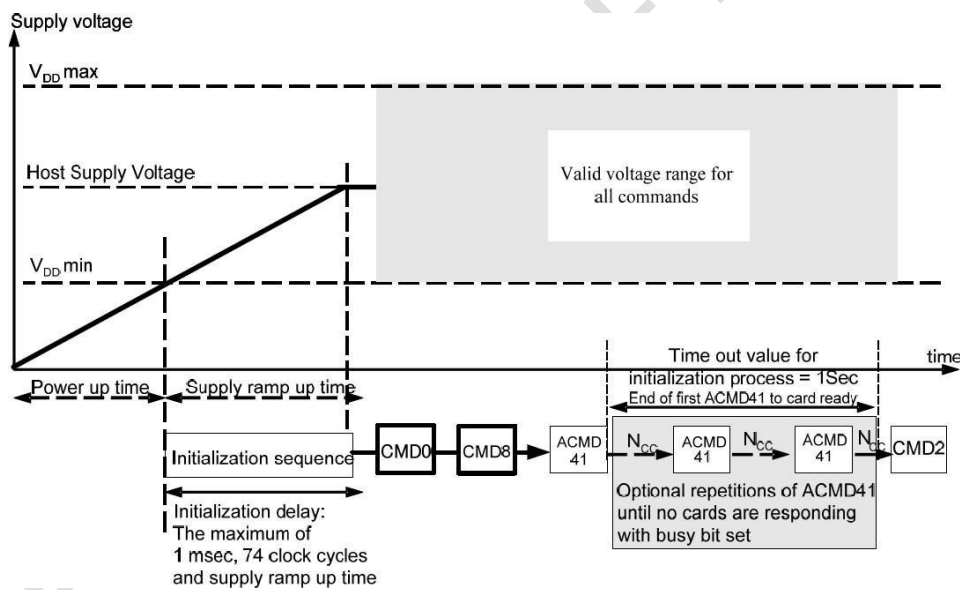 Supply voltage
V_DD max
Host Supply Voltage
Valid voltage range for
all commands
V_DD min
Time out value for
time
Power up time
Supply ramp up time
initialization process = 1Sec
End of first ACMD41 to card ready
Initialization sequence
CMD0
CMD8
ACMD
41
N_CC
ACMD
41
N_CC
ACMD
41
N_CC
CMD2
Optional repetitions of ACMD41
until no cards are responding
with busy bit set
Initialization delay:
The maximum of
1 msec, 74 clock cycles
and supply ramp up time